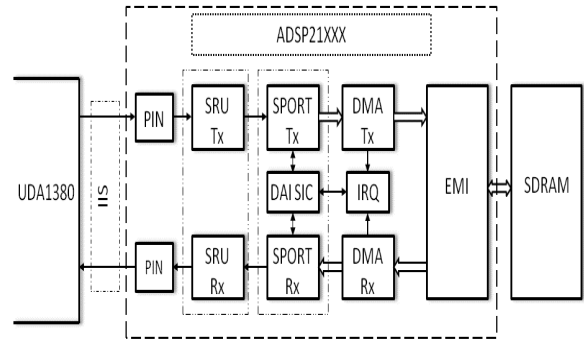 ADSP21XXX
UDA1380
IIS
PIN
SRU
Tx
SPORT
Tx
DMA
Tx
DAI SIC
IRQ
EMI
SDRAM
PIN
SRU
Rx
SPORT
Rx
DMA
Rx